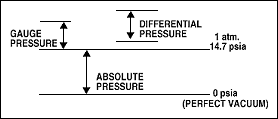 GAUGE
PRESSURE
DIFFERENTIAL
PRESSURE
1 atm.
14.7 psia
ABSOLUTE
PRESSURE
0 psia
(PERFECT VACUUM)